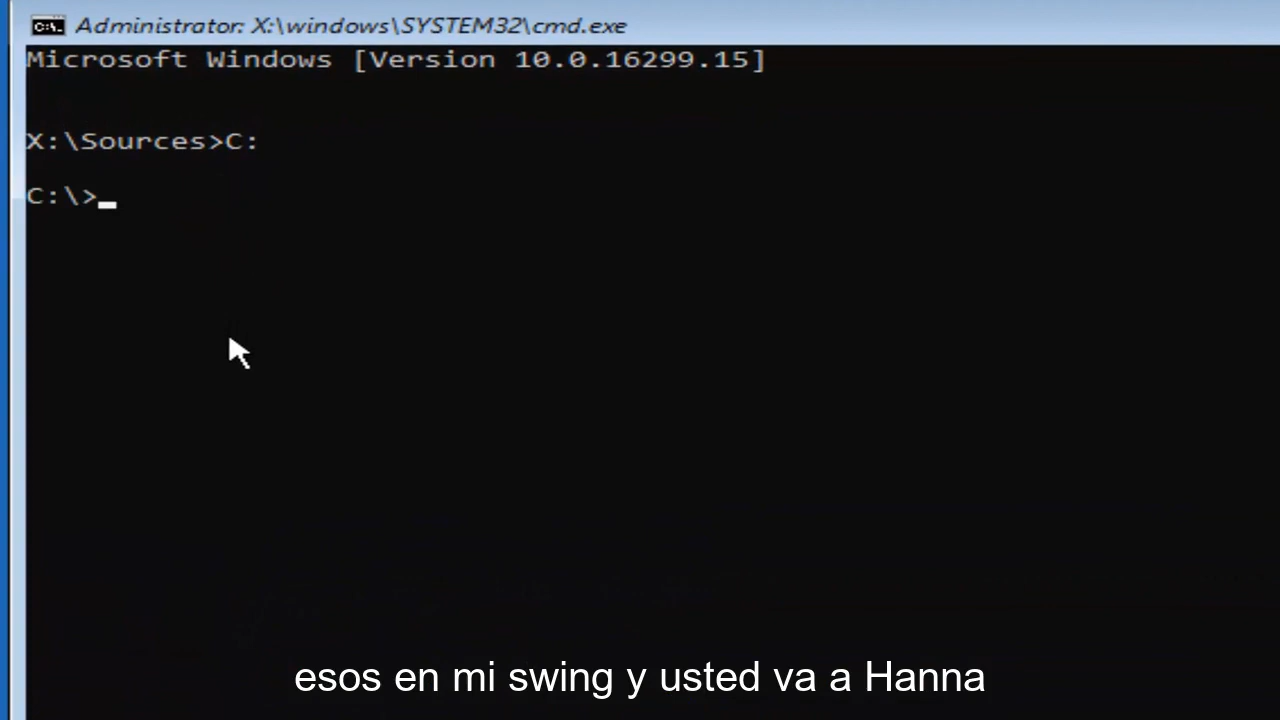 Administrator: X:\windows\SYSTEM32\cmd.exe
Microsoft Windows [Version 10.0.16299.15]
X:\Sources>C:
C:\>
esos en mi swing y usted va a Hanna